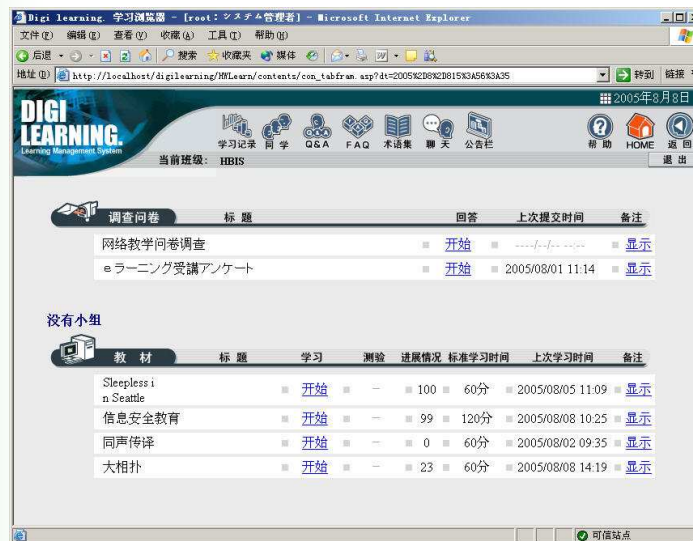 Digi learning. 学习浏览器 - [root: システム管理者] - Microsoft Internet Explorer
文件(F) 编辑(E) 查看(V) 收藏(A) 工具(T) 帮助(H)
后退 搜索 收藏夹 媒体
地址(D) http://localhost/digilearning/HWLearn/contents/con_tabfram.asp?dt=2005%2D8%2D815%3A56%3A35 转到 链接
2005年8月8日
DIGI
LEARNING.
Learning Management System
学习记录 同学 Q&A FAQ 术语集 聊天 公告栏 帮助 HOME 返回
当前班级: HBIS 退出
调查问卷 标题 回答 上次提交时间 备注
网络教学问卷调查 开始 ----/--/-- --:-- 显示
eラーニング受講アンケート 开始 2005/08/01 11:14 显示
没有小组
教材 标题 学习 测验 进展情况 标准学习时间 上次学习时间 备注
Sleepless i
n Seattle 开始 — 100 60分 2005/08/05 11:09 显示
信息安全教育 开始 — 99 120分 2005/08/08 10:25 显示
同声传译 开始 — 0 60分 2005/08/02 09:35 显示
大相扑 开始 — 23 60分 2005/08/08 14:19 显示
可信站点